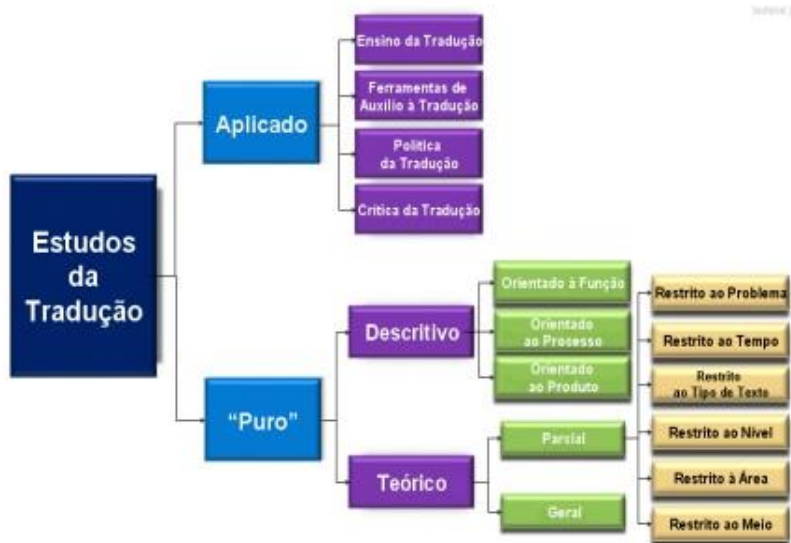 Estudos
da
Tradução
Aplicado
Ensino da Tradução
Ferramentas de
Auxílio à Tradução
Política
da Tradução
Crítica da Tradução
“Puro”
Descritivo
Orientado à Função
Orientado
ao Prosesso
Orientado
ao Produto
Teórico
Parcial
Geral
Restrito ao Problema
Restrito ao Tempo
Restrito
ao Tipo de Texto
Restrito ao Nível
Restrito à Área
Restrito ao Meio